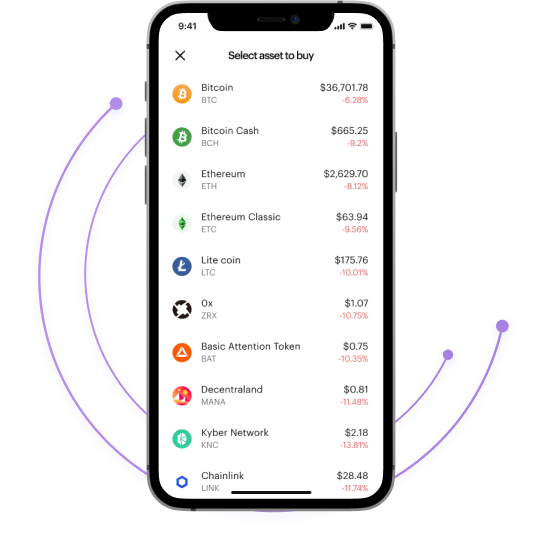 9:41
Select asset to buy
Bitcoin $36,701.78
BTC -6.28%
Bitcoin Cash $665.25
BCH -9.2%
Ethereum $2,629.70
ETH -8.12%
Ethereum Classic $63.94
ETC -9.56%
Lite coin $175.76
LTC -10.01%
0x $1.07
ZRX -10.75%
Basic Attention Token $0.75
BAT -10.35%
Decentraland $0.81
MANA -11.48%
Kyber Network $2.18
KNC -13.81%
Chainlink $28.48
LINK -11.74%